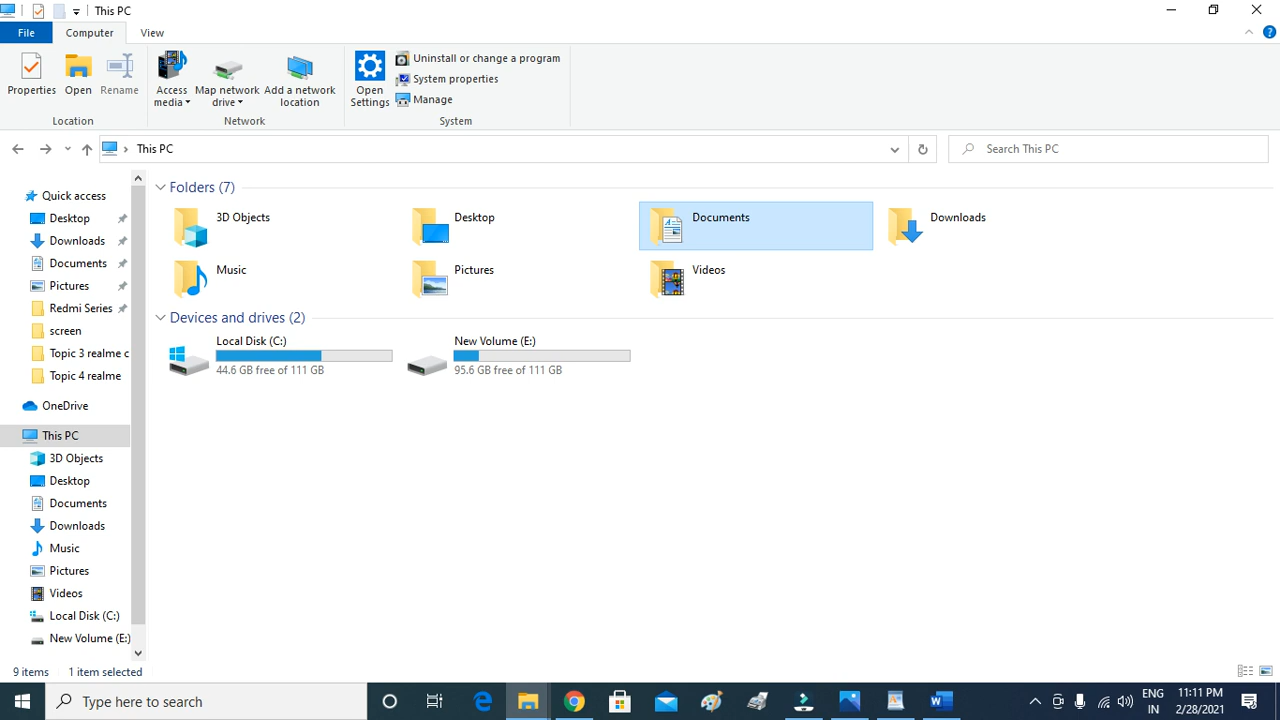 This PC
File
Computer
View
Properties
Open
Rename
Location
Access media
Map network drive
Add a network location
Network
Open Settings
Uninstall or change a program
System properties
Manage
System
This PC
Search This PC
Quick access
Desktop
Downloads
Documents
Pictures
Redmi Series
screen
Topic 3 realme c
Topic 4 realme
OneDrive
This PC
3D Objects
Desktop
Documents
Downloads
Music
Pictures
Videos
Local Disk (C:)
New Volume (E:)
Folders (7)
3D Objects
Desktop
Documents
Downloads
Music
Pictures
Videos
Devices and drives (2)
Local Disk (C:)
44.6 GB free of 111 GB
New Volume (E:)
95.6 GB free of 111 GB
9 items
1 item selected
Type here to search
ENG
IN
11:11 PM
2/28/2021